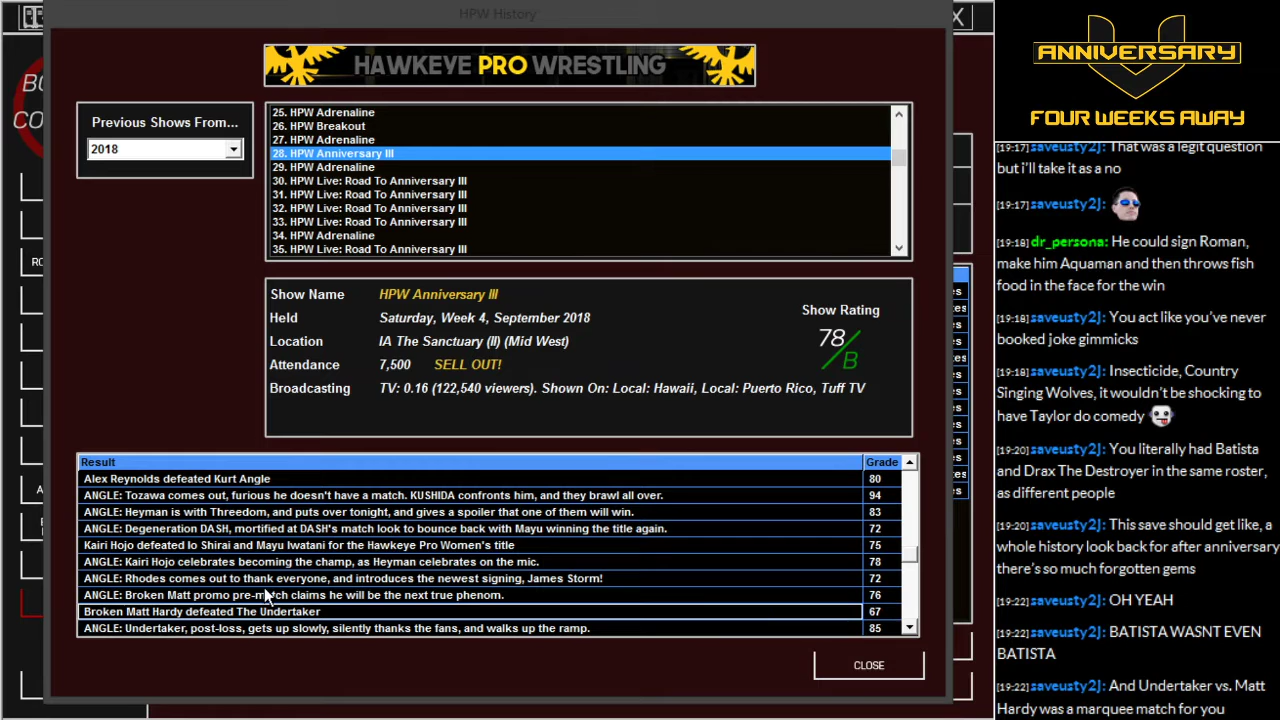 HPW History
X
HAWKEYE PRO WRESTLING
Previous Shows From...
2018
25. HPW Adrenaline
26. HPW Breakout
27. HPW Adrenaline
28. HPW Anniversary III
29. HPW Adrenaline
30. HPW Live: Road To Anniversary III
31. HPW Live: Road To Anniversary III
32. HPW Live: Road To Anniversary III
33. HPW Live: Road To Anniversary III
34. HPW Adrenaline
35. HPW Live: Road To Anniversary III
Show Name HPW Anniversary III
Held Saturday, Week 4, September 2018
Location IA The Sanctuary (II) (Mid West)
Attendance 7,500 SELL OUT!
Broadcasting TV: 0.16 (122,540 viewers). Shown On: Local: Hawaii, Local: Puerto Rico, Tuff TV
Show Rating
78/B
Result Grade
Alex Reynolds defeated Kurt Angle 80
ANGLE: Tozawa comes out, furious he doesn't have a match. KUSHIDA confronts him, and they brawl all over. 94
ANGLE: Heyman is with Threedom, and puts over tonight, and gives a spoiler that one of them will win. 83
ANGLE: Degeneration DASH, mortified at DASH's match look to bounce back with Mayu winning the title again. 72
Kairi Hojo defeated Io Shirai and Mayu Iwatani for the Hawkeye Pro Women's title 75
ANGLE: Kairi Hojo celebrates becoming the champ, as Heyman celebrates on the mic. 78
ANGLE: Rhodes comes out to thank everyone, and introduces the newest signing, James Storm! 72
ANGLE: Broken Matt promo pre-match claims he will be the next true phenom. 76
Broken Matt Hardy defeated The Undertaker 67
ANGLE: Undertaker, post-loss, gets up slowly, silently thanks the fans, and walks up the ramp. 85
CLOSE
ANNIVERSARY
FOUR WEEKS AWAY
[19:17] saveusty2J: That was a legit question
but i'll take it as a no
[19:17] saveusty2J:
[19:18] dr_persona: He could sign Roman,
make him Aquaman and then throws fish
food in the face for the win
[19:18] saveusty2J: You act like you've never
booked joke gimmicks
[19:18] saveusty2J: Insecticide, Country
Singing Wolves, it wouldn't be shocking to
have Taylor do comedy
[19:20] saveusty2J: You literally had Batista
and Drax The Destroyer in the same roster,
as different people
[19:20] saveusty2J: This save should get like, a
whole history look back for after anniversary
there's so much forgotten gems
[19:22] saveusty2J: OH YEAH
[19:22] saveusty2J: BATISTA WASNT EVEN
BATISTA
[19:22] saveusty2J: And Undertaker vs. Matt
Hardy was a marquee match for you